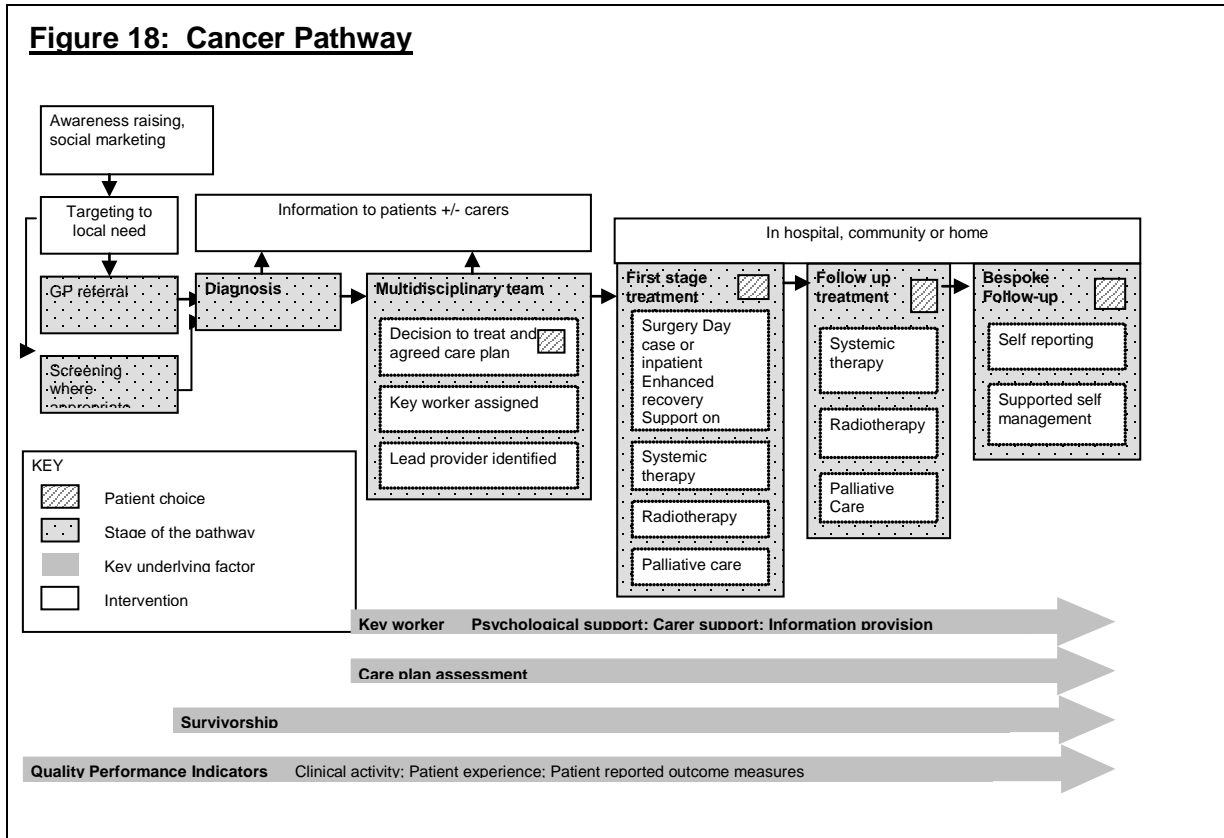 Figure 18: Cancer Pathway
Awareness raising,
social marketing
Targeting to
local need
Information to patients +/- carers
In hospital, community or home
GP referral
Diagnosis
Multidisciplinary team
First stage
treatment
Follow up
treatment
Bespoke
Follow-up
Decision to treat and
agreed care plan
Key worker assigned
Lead provider identified
Surgery Day
case or
inpatient
Enhanced
recovery
Support on
Systemic
therapy
Radiotherapy
Palliative care
Systemic
therapy
Radiotherapy
Palliative
Care
Self reporting
Supported self
management
Screening
where
appropriate
KEY
Patient choice
Stage of the pathway
Key underlying factor
Intervention
Key worker Psychological support; Carer support; Information provision
Care plan assessment
Survivorship
Quality Performance Indicators Clinical activity; Patient experience; Patient reported outcome measures